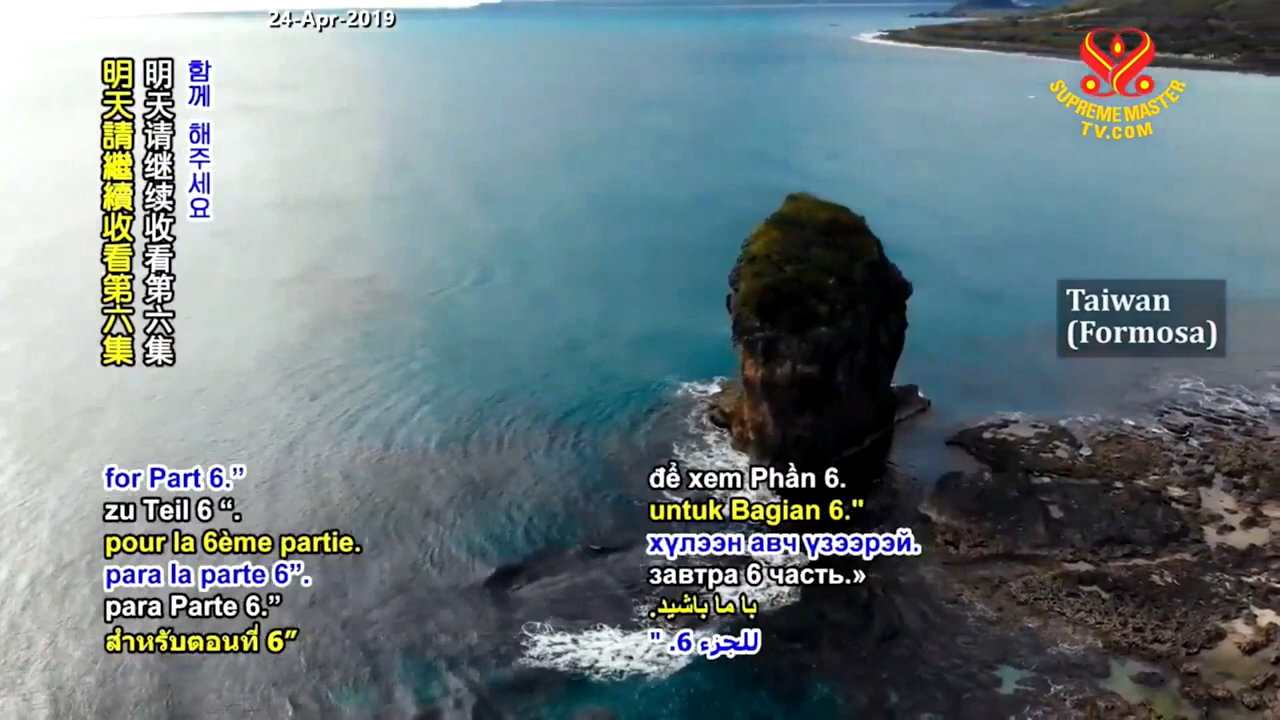 24-Apr-2019
SUPREME MASTER
TV.COM
明天請繼續收看第六集
明天请继续收看第六集
함께 해주세요
Taiwan
(Formosa)
for Part 6.”
zu Teil 6 “.
pour la 6ème partie.
para la parte 6”.
para Parte 6.”
สำหรับตอนที่ 6”
để xem Phần 6.
untuk Bagian 6."
хүлээн авч үзээрэй.
завтра 6 часть.»
با ما باشید.
للجزء 6. "